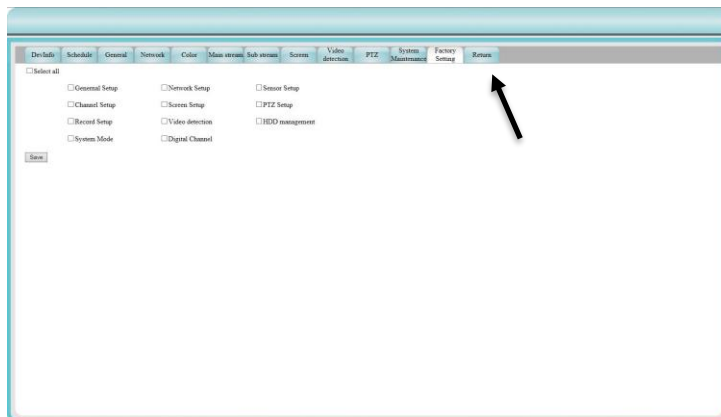 DevInfo Schedule General Network Color Main stream Sub stream Screen Video detection PTZ System Maintenance Factory Setting Return
Select all
Genernal Setup Network Setup Sensor Setup
Channel Setup Screen Setup PTZ Setup
Record Setup Video detection HDD management
System Mode Digital Channel
Save